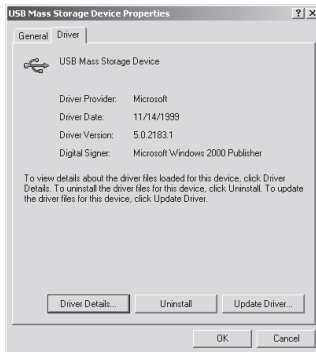 USB Mass Storage Device Properties
General Driver
USB Mass Storage Device
Driver Provider: Microsoft
Driver Date: 11/14/1999
Driver Version: 5.0.2183.1
Digital Signer: Microsoft Windows 2000 Publisher
To view details about the driver files loaded for this device, click Driver
Details. To uninstall the driver files for this device, click Uninstall. To update
the driver files for this device, click Update Driver.
Driver Details... Uninstall Update Driver...
OK Cancel